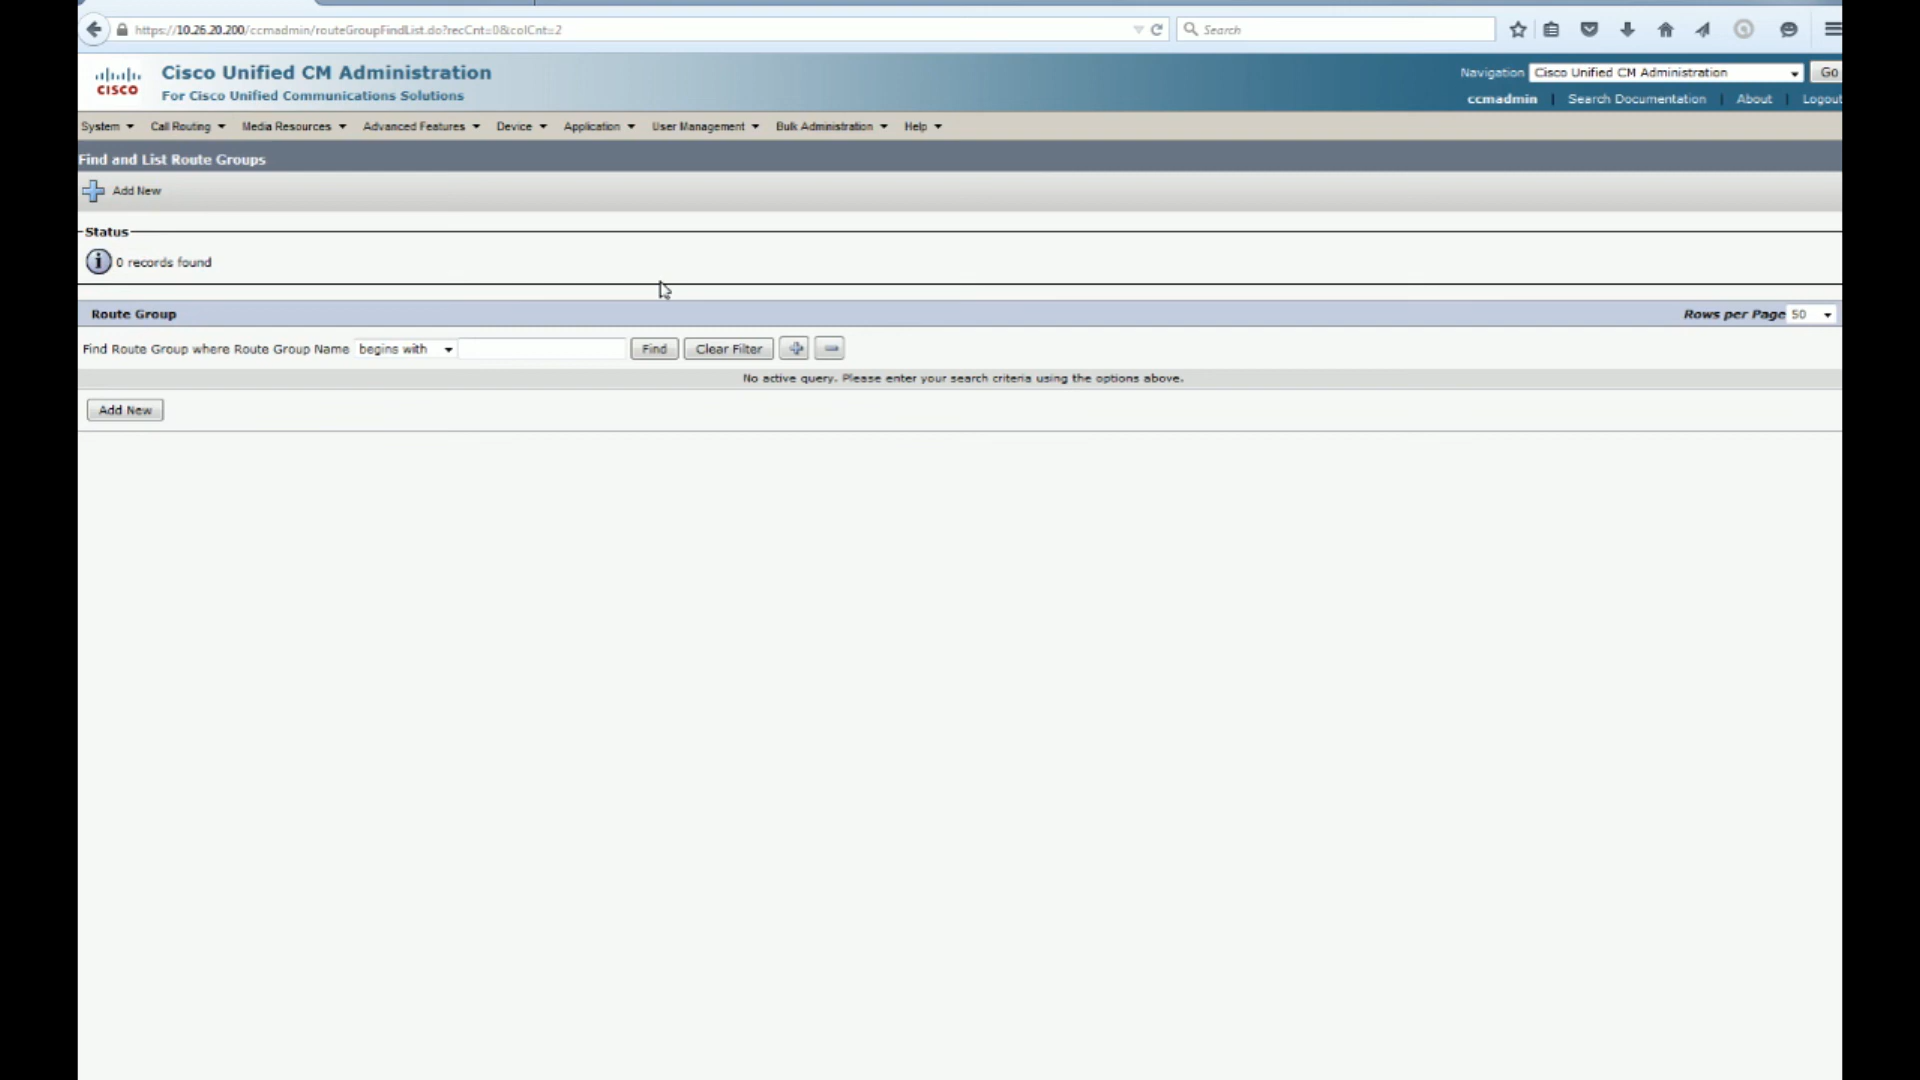 https://10.26.20.200/ccmadmin/routeGroupFindList.do?recCnt=0&colCnt=2
Search
CISCO
Cisco Unified CM Administration
For Cisco Unified Communications Solutions
Navigation Cisco Unified CM Administration Go
ccmadmin | Search Documentation | About | Logout
System Call Routing Media Resources Advanced Features Device Application User Management Bulk Administration Help
Find and List Route Groups
Add New
Status
0 records found
Route Group
Rows per Page 50
Find Route Group where Route Group Name begins with Find Clear Filter
No active query. Please enter your search criteria using the options above.
Add New